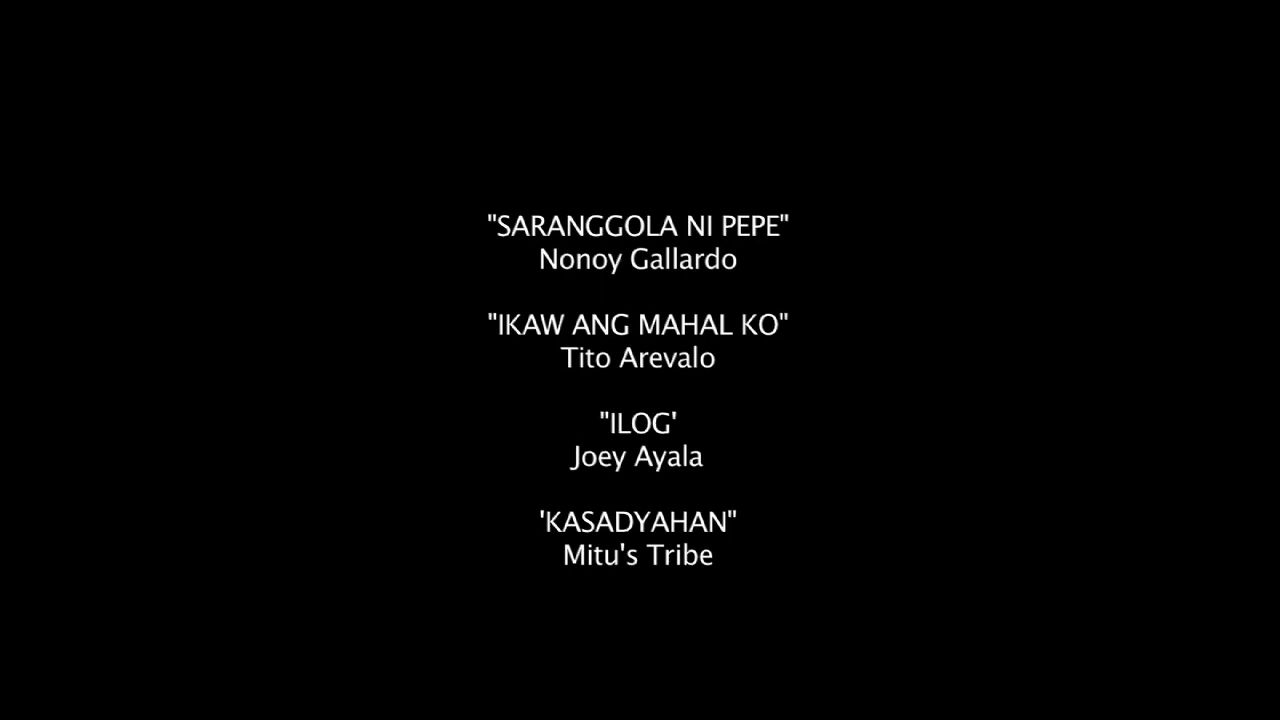 "SARANGGOLA NI PEPE"
Nonoy Gallardo
"IKAW ANG MAHAL KO"
Tito Arevalo
"ILOG'
Joey Ayala
'KASADYAHAN"
Mitu's Tribe